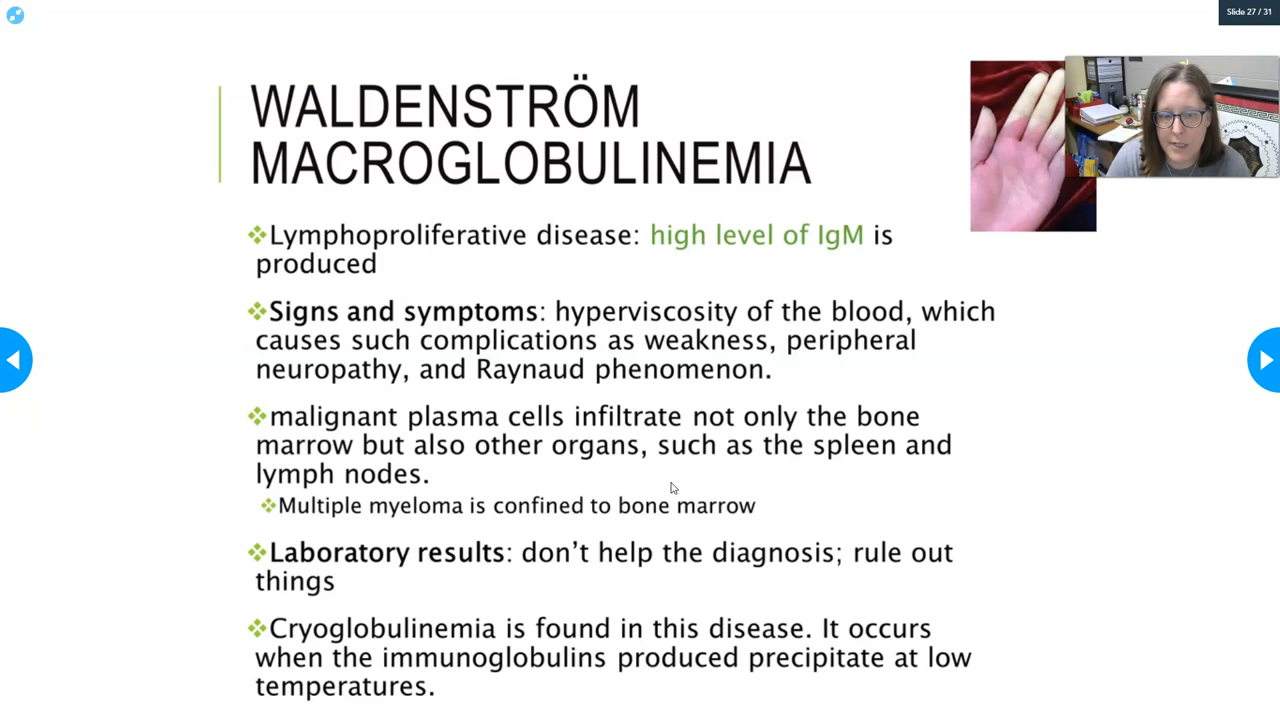 Slide 27 / 31
WALDENSTRÖM
MACROGLOBULINEMIA
❖Lymphoproliferative disease: high level of IgM is
produced
❖Signs and symptoms: hyperviscosity of the blood, which
causes such complications as weakness, peripheral
neuropathy, and Raynaud phenomenon.
❖malignant plasma cells infiltrate not only the bone
marrow but also other organs, such as the spleen and
lymph nodes.
❖Multiple myeloma is confined to bone marrow
❖Laboratory results: don't help the diagnosis; rule out
things
❖Cryoglobulinemia is found in this disease. It occurs
when the immunoglobulins produced precipitate at low
temperatures.